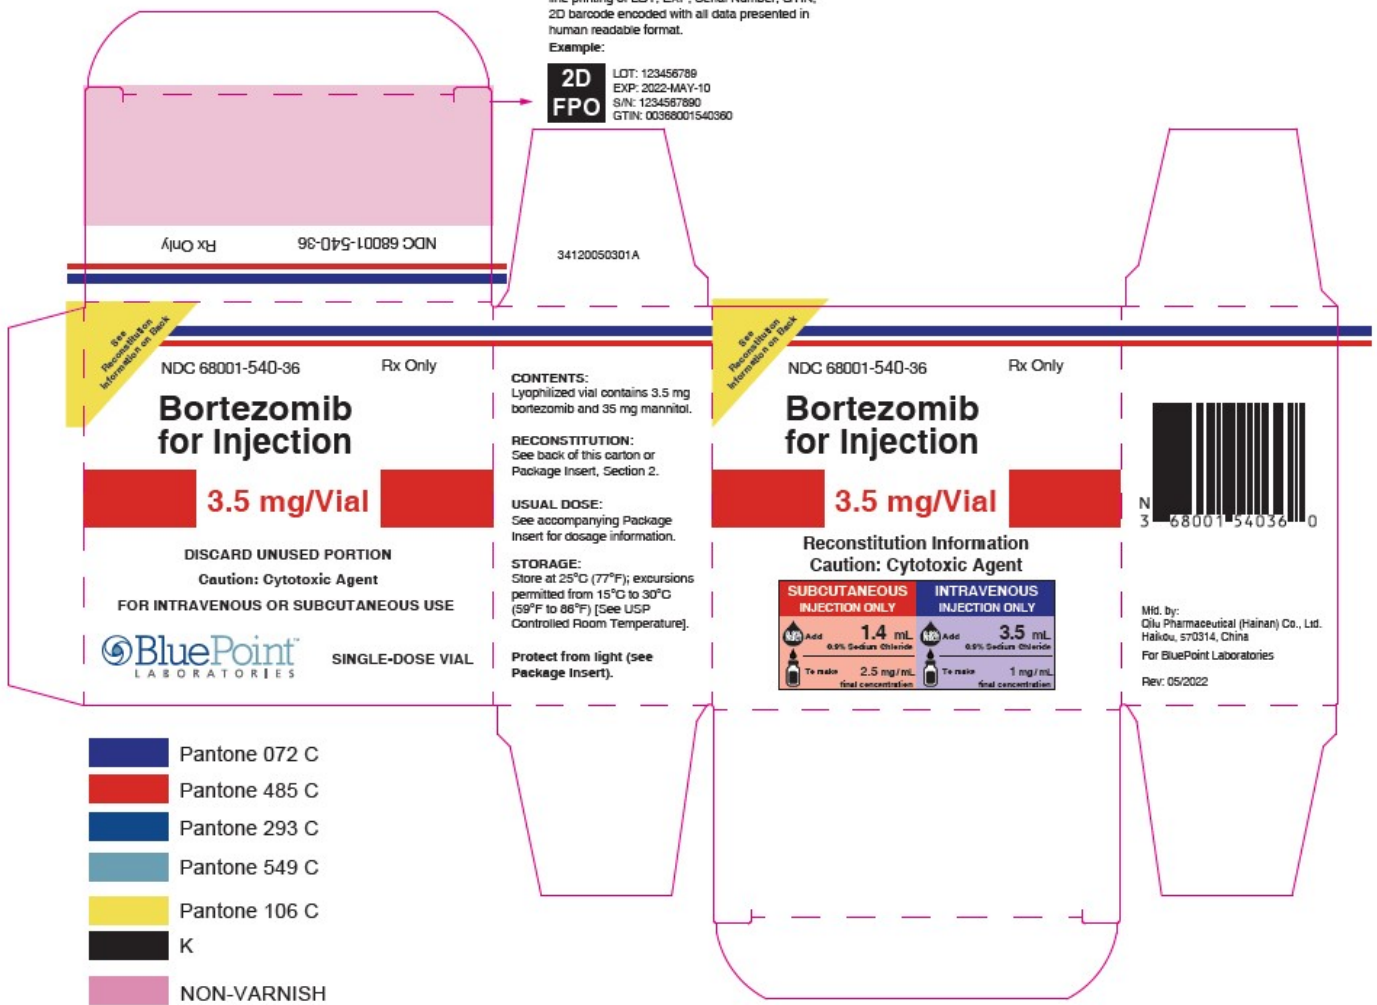 line printing of LOT, EXP, Serial Number, GTIN,
2D barcode encoded with all data presented in
human readable format.
Example:
2D
FPO
LOT: 123456789
EXP: 2022-MAY-10
S/N: 1234567890
GTIN: 00368001540360
NDC 68001-540-36
Rx Only
34120050301A
See
Reconstitution
Information on Back
NDC 68001-540-36 Rx Only
Bortezomib
for Injection
3.5 mg/Vial
DISCARD UNUSED PORTION
Caution: Cytotoxic Agent
FOR INTRAVENOUS OR SUBCUTANEOUS USE
BluePoint™
LABORATORIES
SINGLE-DOSE VIAL
CONTENTS:
Lyophilized vial contains 3.5 mg
bortezomib and 35 mg mannitol.
RECONSTITUTION:
See back of this carton or
Package Insert, Section 2.
USUAL DOSE:
See accompanying Package
Insert for dosage information.
STORAGE:
Store at 25°C (77°F); excursions
permitted from 15°C to 30°C
(59°F to 86°F) [See USP
Controlled Room Temperature].
Protect from light (see
Package Insert).
See
Reconstitution
Information on Back
NDC 68001-540-36 Rx Only
Bortezomib
for Injection
3.5 mg/Vial
Reconstitution Information
Caution: Cytotoxic Agent
SUBCUTANEOUS
INJECTION ONLY
Add 1.4 mL
0.9% Sodium Chloride
To make 2.5 mg/mL
final concentration
INTRAVENOUS
INJECTION ONLY
Add 3.5 mL
0.9% Sodium Chloride
To make 1 mg/mL
final concentration
N
3 68001 54036 0
Mfd. by:
Qilu Pharmaceutical (Hainan) Co., Ltd.
Haikou, 570314, China
For BluePoint Laboratories
Rev: 05/2022
Pantone 072 C
Pantone 485 C
Pantone 293 C
Pantone 549 C
Pantone 106 C
K
NON-VARNISH